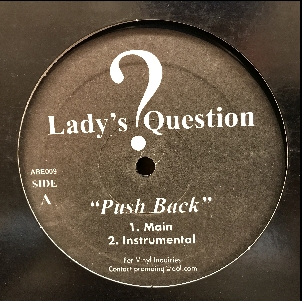 Lady's ? Question
ARE009
SIDE
A
"Push Back"
1. Main
2. Instrumental
For Vinyl Inquiries